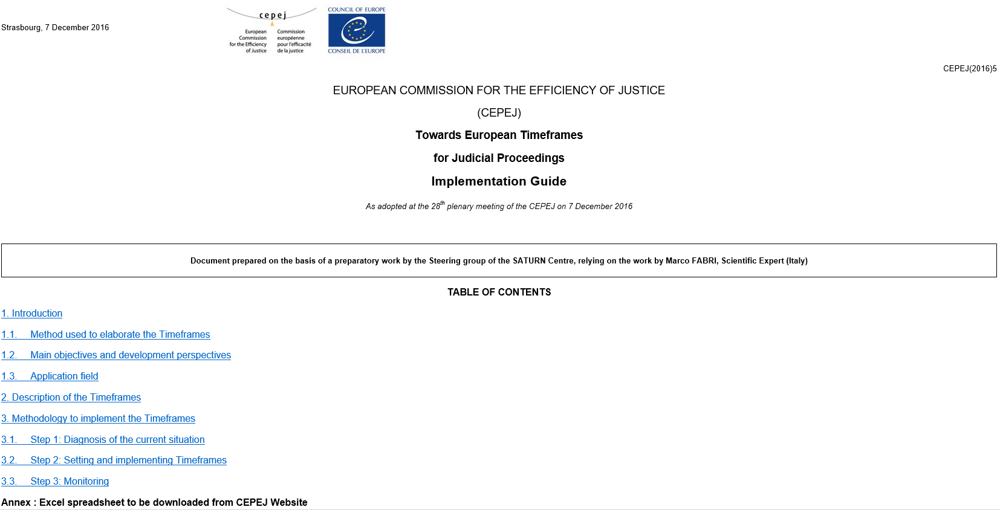 Strasbourg, 7 December 2016
cepej
European Commission for the Efficiency of Justice
Commission européenne pour l'efficacité de la justice
COUNCIL OF EUROPE
CONSEIL DE L'EUROPE
CEPEJ(2016)5
EUROPEAN COMMISSION FOR THE EFFICIENCY OF JUSTICE
(CEPEJ)
Towards European Timeframes
for Judicial Proceedings
Implementation Guide
As adopted at the 28th plenary meeting of the CEPEJ on 7 December 2016
Document prepared on the basis of a preparatory work by the Steering group of the SATURN Centre, relying on the work by Marco FABRI, Scientific Expert (Italy)
TABLE OF CONTENTS
1. Introduction
1.1. Method used to elaborate the Timeframes
1.2. Main objectives and development perspectives
1.3. Application field
2. Description of the Timeframes
3. Methodology to implement the Timeframes
3.1. Step 1: Diagnosis of the current situation
3.2. Step 2: Setting and implementing Timeframes
3.3. Step 3: Monitoring
Annex : Excel spreadsheet to be downloaded from CEPEJ Website